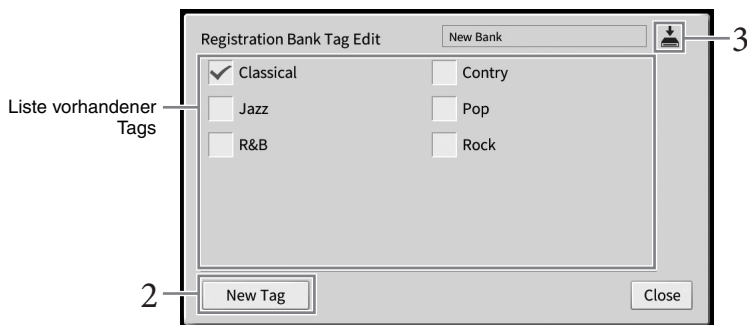 Registration Bank Tag Edit
New Bank
3
Classical
Contry
Liste vorhandener
Tags
Jazz
Pop
R&B
Rock
2
New Tag
Close